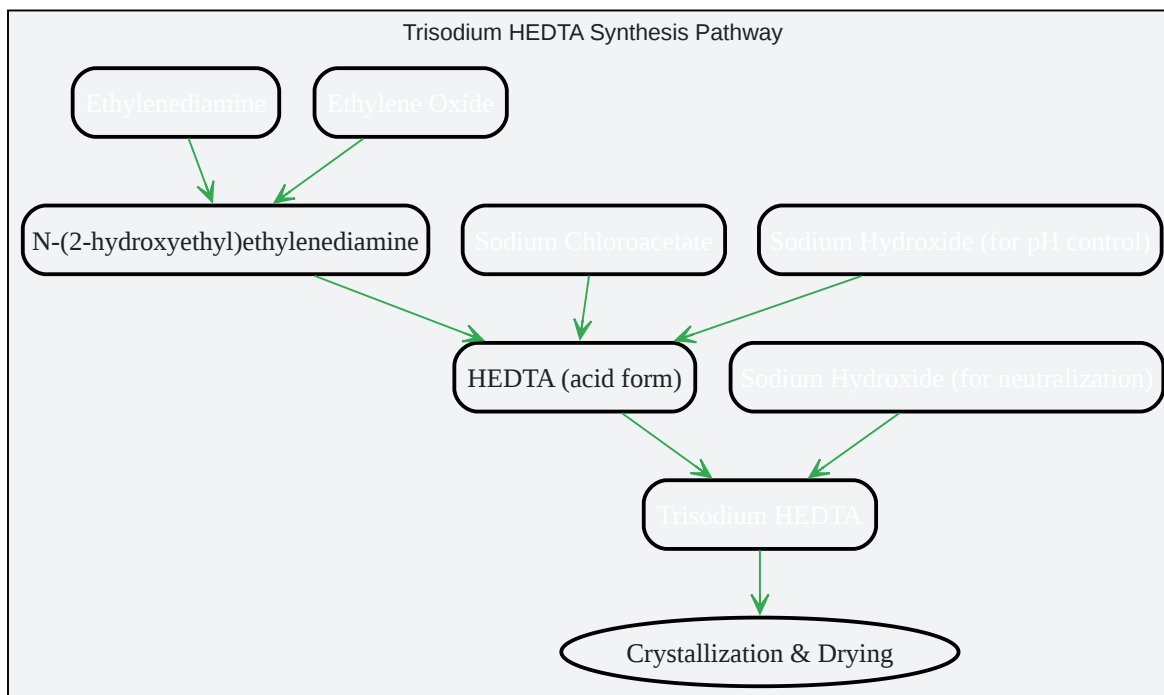 Trisodium HEDTA Synthesis Pathway
Ethylenediamine
Ethylene Oxide
N-(2-hydroxyethyl)ethylenediamine
Sodium Chloroacetate
Sodium Hydroxide (for pH control)
HEDTA (acid form)
Sodium Hydroxide (for neutralization)
Trisodium HEDTA
Crystallization & Drying